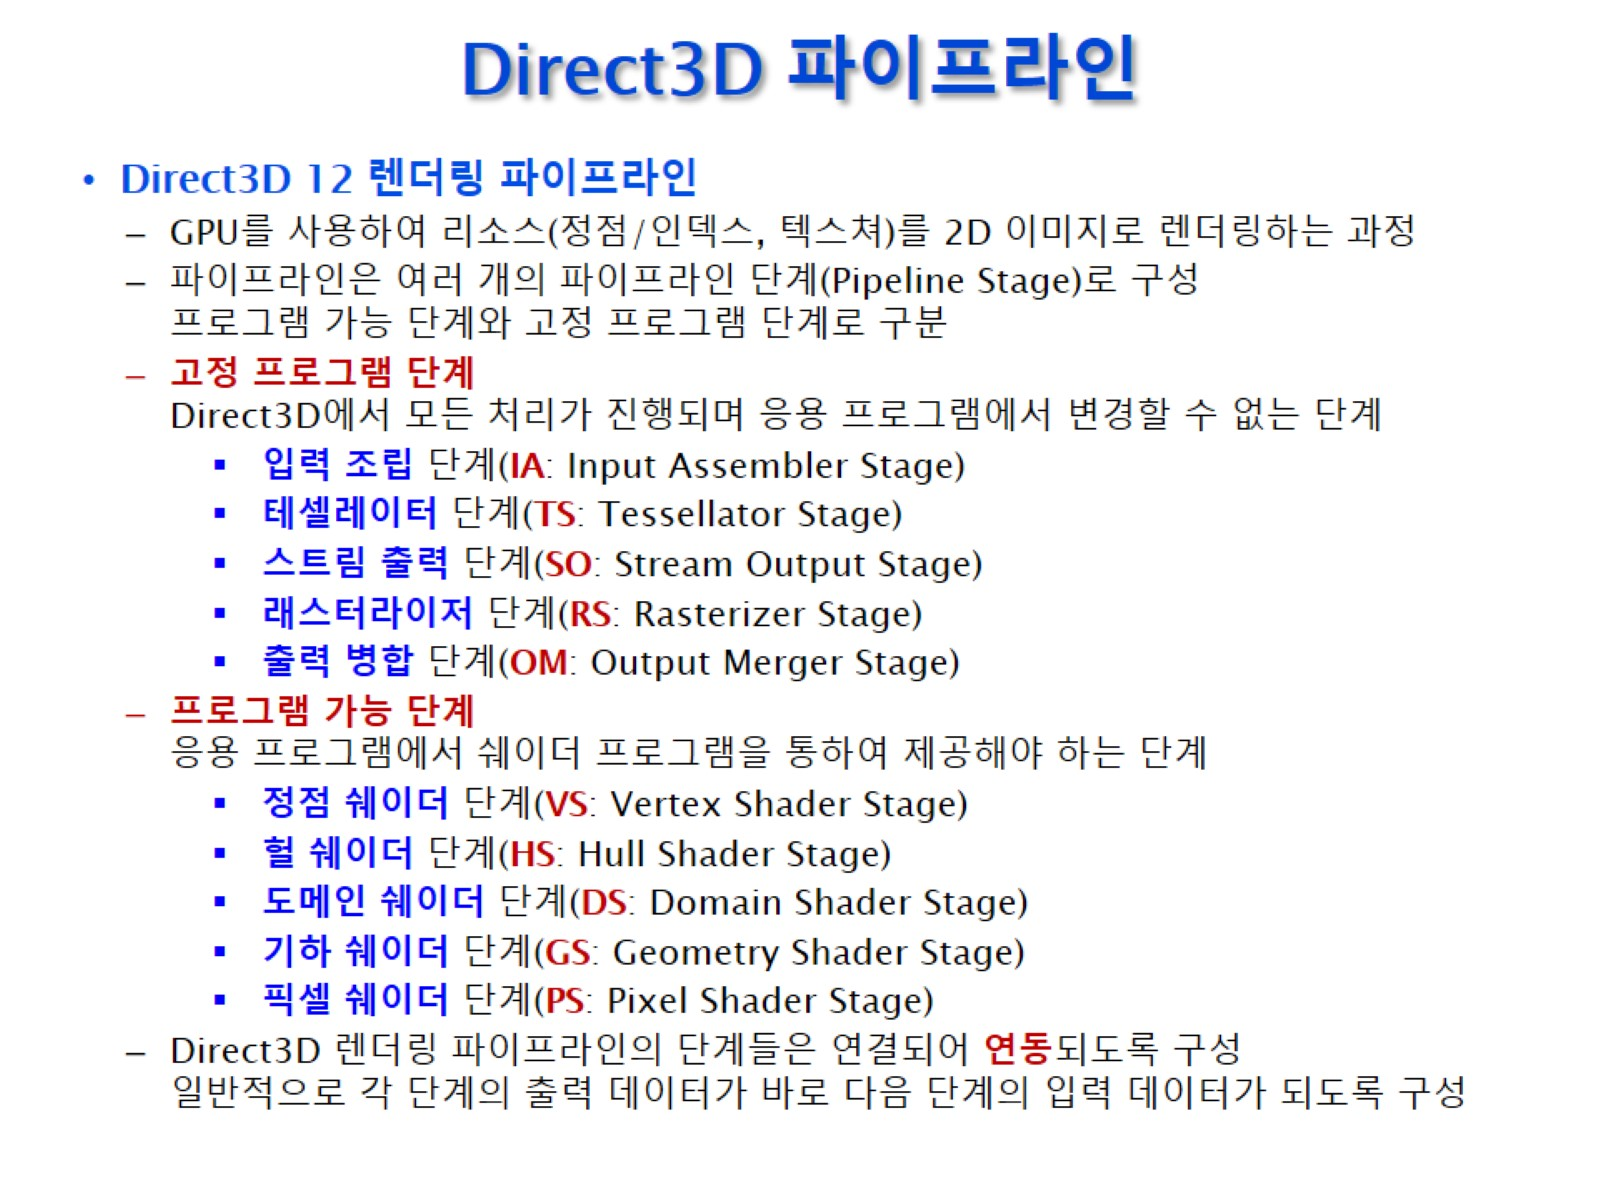 Direct3D 파이프라인
• Direct3D 12 렌더링 파이프라인
– GPU를 사용하여 리소스(정점/인덱스, 텍스쳐)를 2D 이미지로 렌더링하는 과정
– 파이프라인은 여러 개의 파이프라인 단계(Pipeline Stage)로 구성
프로그램 가능 단계와 고정 프로그램 단계로 구분
– 고정 프로그램 단계
Direct3D에서 모든 처리가 진행되며 응용 프로그램에서 변경할 수 없는 단계
▪ 입력 조립 단계(IA: Input Assembler Stage)
▪ 테셀레이터 단계(TS: Tessellator Stage)
▪ 스트림 출력 단계(SO: Stream Output Stage)
▪ 래스터라이저 단계(RS: Rasterizer Stage)
▪ 출력 병합 단계(OM: Output Merger Stage)
– 프로그램 가능 단계
응용 프로그램에서 쉐이더 프로그램을 통하여 제공해야 하는 단계
▪ 정점 쉐이더 단계(VS: Vertex Shader Stage)
▪ 헐 쉐이더 단계(HS: Hull Shader Stage)
▪ 도메인 쉐이더 단계(DS: Domain Shader Stage)
▪ 기하 쉐이더 단계(GS: Geometry Shader Stage)
▪ 픽셀 쉐이더 단계(PS: Pixel Shader Stage)
– Direct3D 렌더링 파이프라인의 단계들은 연결되어 연동되도록 구성
일반적으로 각 단계의 출력 데이터가 바로 다음 단계의 입력 데이터가 되도록 구성